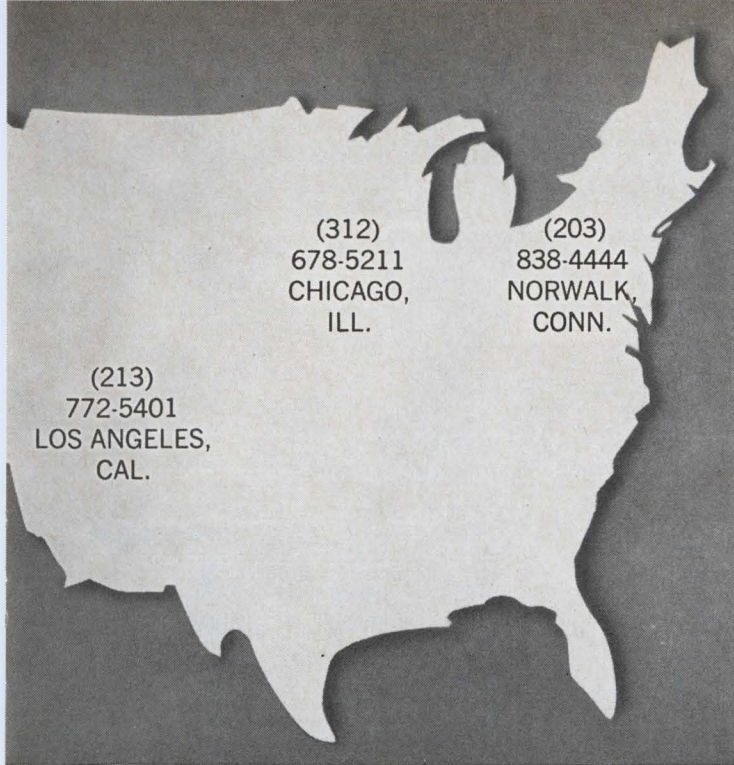 (312)
678-5211
CHICAGO,
ILL.
(203)
838-4444
NORWALK,
CONN.
(213)
772-5401
LOS ANGELES,
CAL.